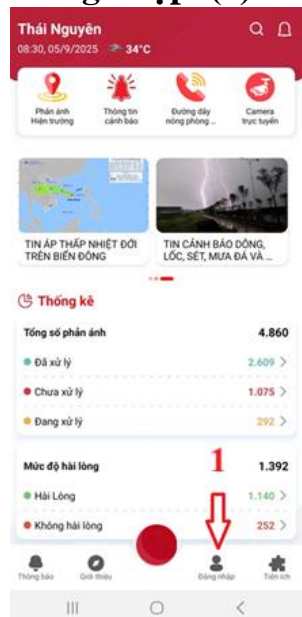 Thái Nguyên
08:30, 05/9/2025 34°C
Phản ánh
Hiện trường
Thông tin
cảnh báo
Đường dây
nóng phòng ...
Camera
trực tuyến
TIN ÁP THẤP NHIỆT ĐỚI
TRÊN BIỂN ĐÔNG
TIN CẢNH BÁO DÔNG,
LỐC, SÉT, MƯA ĐÁ VÀ ...
Thống kê
Tổng số phản ánh 4.860
Đã xử lý 2.609 >
Chưa xử lý 1.075 >
Đang xử lý 292 >
Mức độ hài lòng 1.392
1
Hài Lòng 1.140 >
Không hài lòng 252 >
Thông báo
Giới thiệu
Đăng nhập
Tiện ích